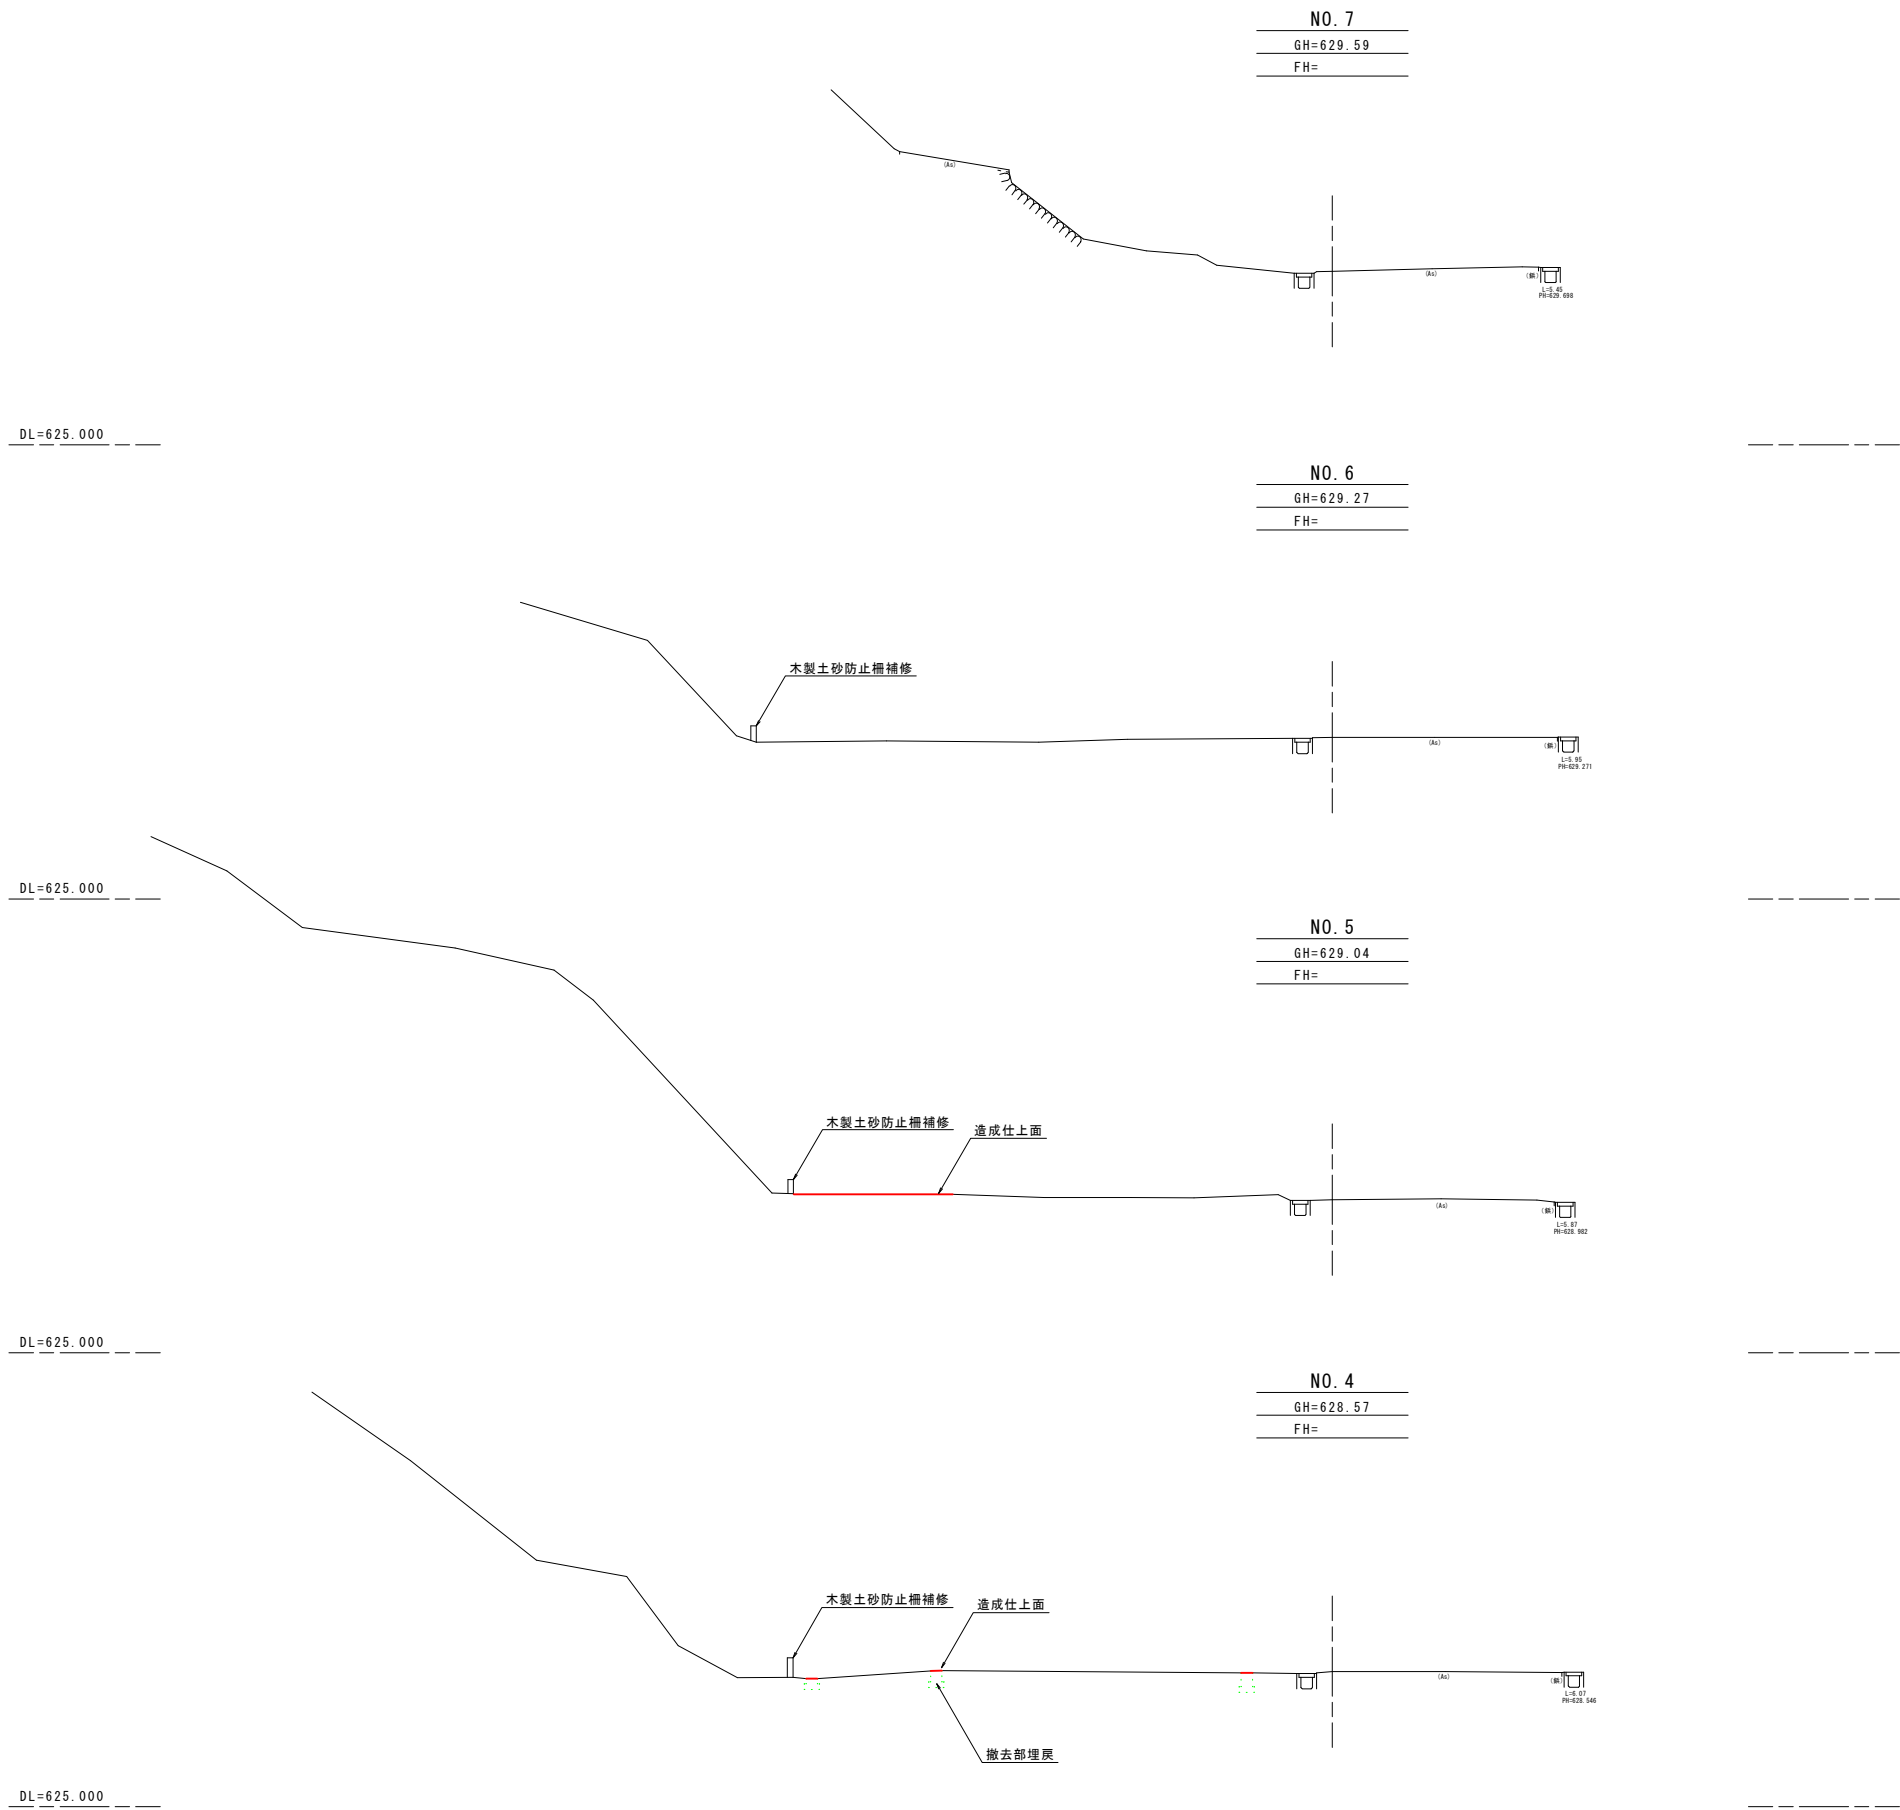 NO. 7
GH=629.59
FH=
(As)
(As)
(鉄)
L=5.45
PH=629.698
DL=625.000
NO. 6
GH=629.27
FH=
木製土砂防止柵補修
(As)
L=5.95
PH=629.271
DL=625.000
NO. 5
GH=629.04
FH=
木製土砂防止柵補修
造成仕上面
(As)
L=5.87
PH=628.982
DL=625.000
NO. 4
GH=628.57
FH=
木製土砂防止柵補修
造成仕上面
(As)
L=6.07
PH=628.546
撤去部埋戻
DL=625.000